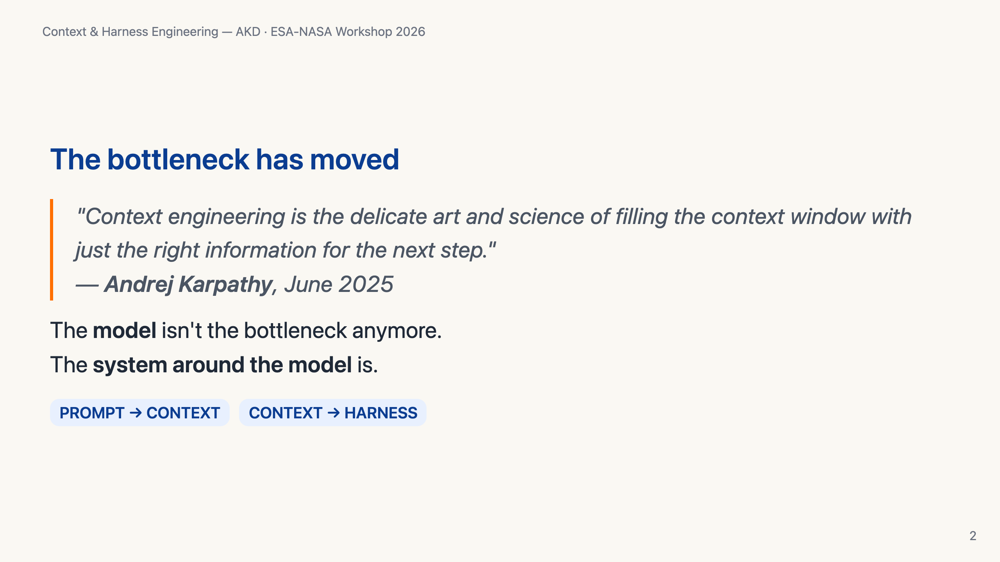 Context & Harness Engineering — AKD · ESA-NASA Workshop 2026
The bottleneck has moved
"Context engineering is the delicate art and science of filling the context window with
just the right information for the next step."
— Andrej Karpathy, June 2025
The model isn't the bottleneck anymore.
The system around the model is.
PROMPT → CONTEXT CONTEXT → HARNESS
2